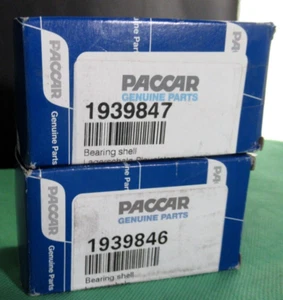 PACCAR
GENUINE PARTS
1939847
Bearing shell
PACCAR
Genuine Parts
PACCAR
GENUINE PARTS
1939846
Bearing shell
PACCAR
Genuine Parts